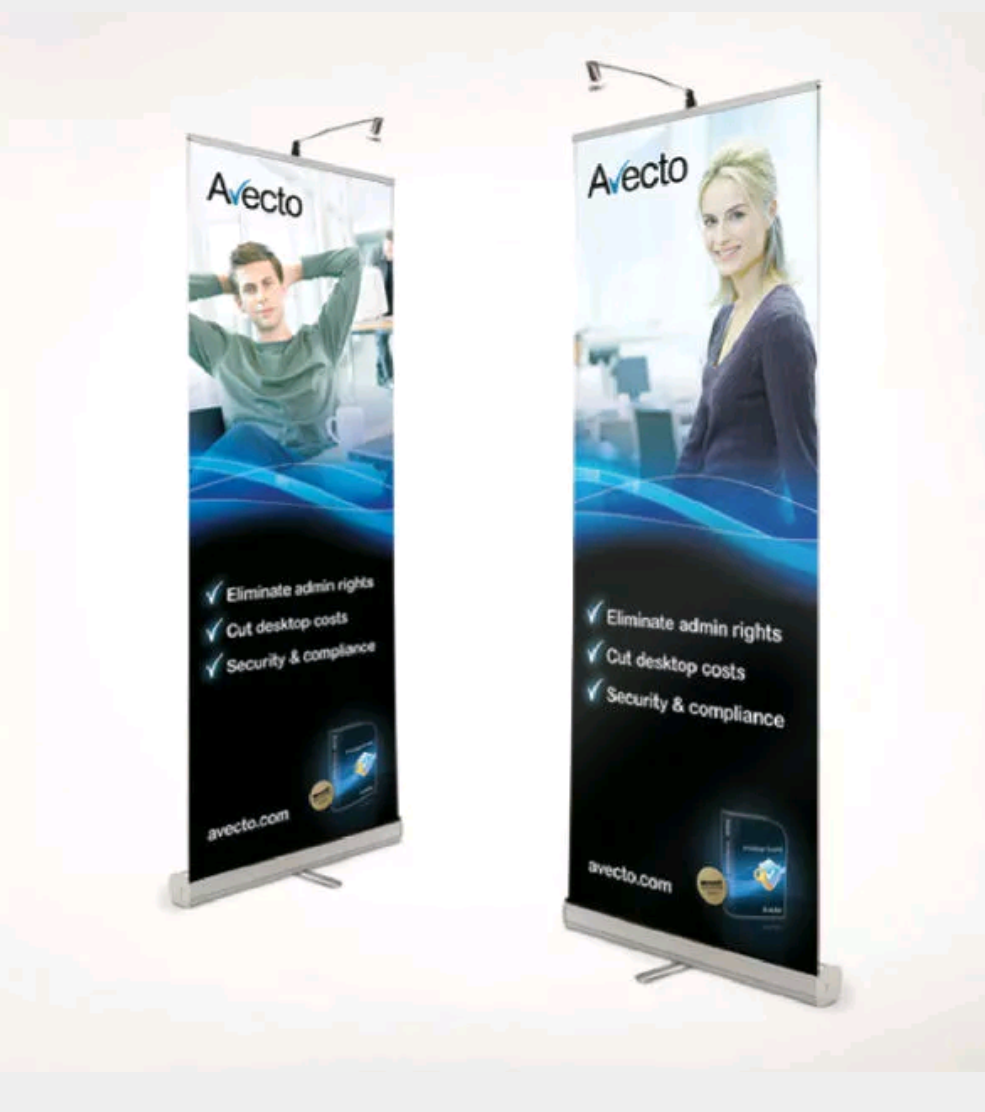 Avecto
Eliminate admin rights
Cut desktop costs
Security & compliance
avecto.com
Avecto
Eliminate admin rights
Cut desktop costs
Security & compliance
avecto.com